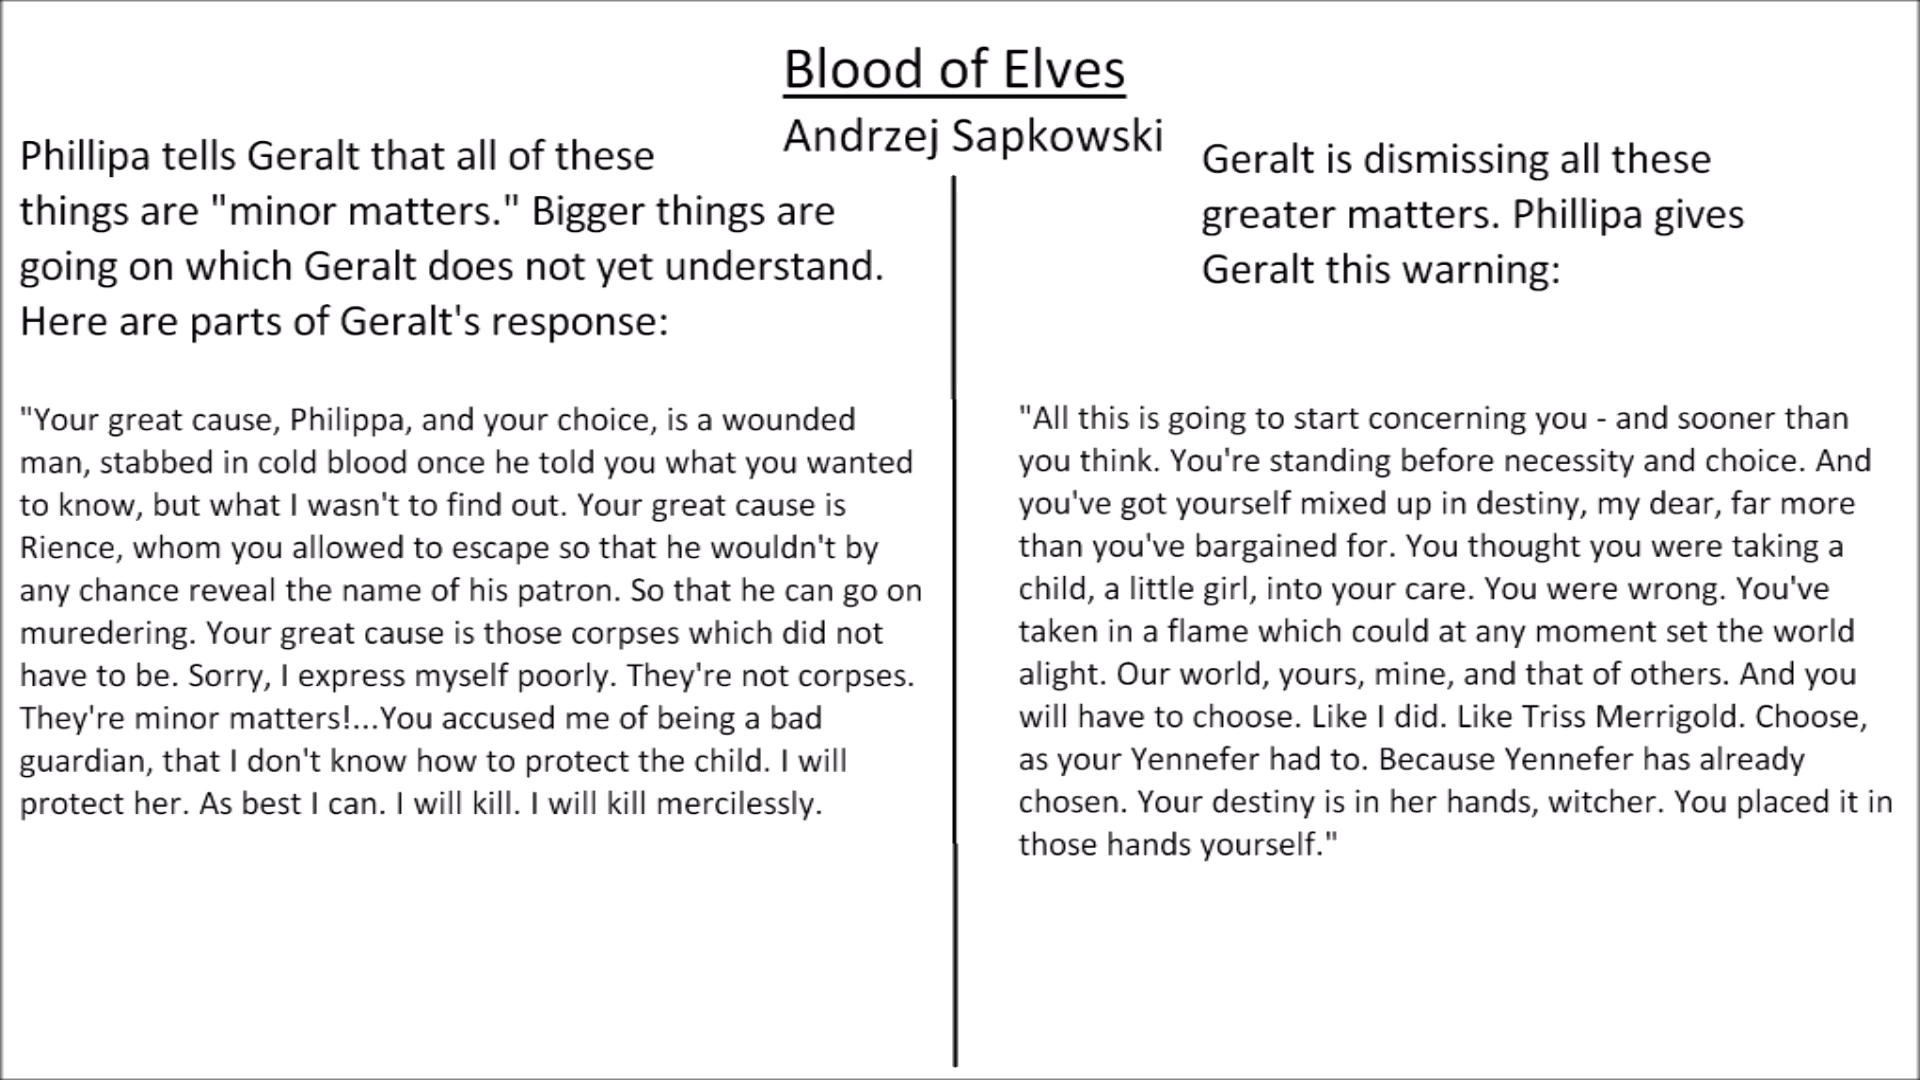 Blood of Elves
Andrzej Sapkowski
Phillipa tells Geralt that all of these
things are "minor matters." Bigger things are
going on which Geralt does not yet understand.
Here are parts of Geralt's response:
"Your great cause, Philippa, and your choice, is a wounded
man, stabbed in cold blood once he told you what you wanted
to know, but what I wasn't to find out. Your great cause is
Rience, whom you allowed to escape so that he wouldn't by
any chance reveal the name of his patron. So that he can go on
muredering. Your great cause is those corpses which did not
have to be. Sorry, I express myself poorly. They're not corpses.
They're minor matters!...You accused me of being a bad
guardian, that I don't know how to protect the child. I will
protect her. As best I can. I will kill. I will kill mercilessly.
Geralt is dismissing all these
greater matters. Phillipa gives
Geralt this warning:
"All this is going to start concerning you - and sooner than
you think. You're standing before necessity and choice. And
you've got yourself mixed up in destiny, my dear, far more
than you've bargained for. You thought you were taking a
child, a little girl, into your care. You were wrong. You've
taken in a flame which could at any moment set the world
alight. Our world, yours, mine, and that of others. And you
will have to choose. Like I did. Like Triss Merrigold. Choose,
as your Yennefer had to. Because Yennefer has already
chosen. Your destiny is in her hands, witcher. You placed it in
those hands yourself."